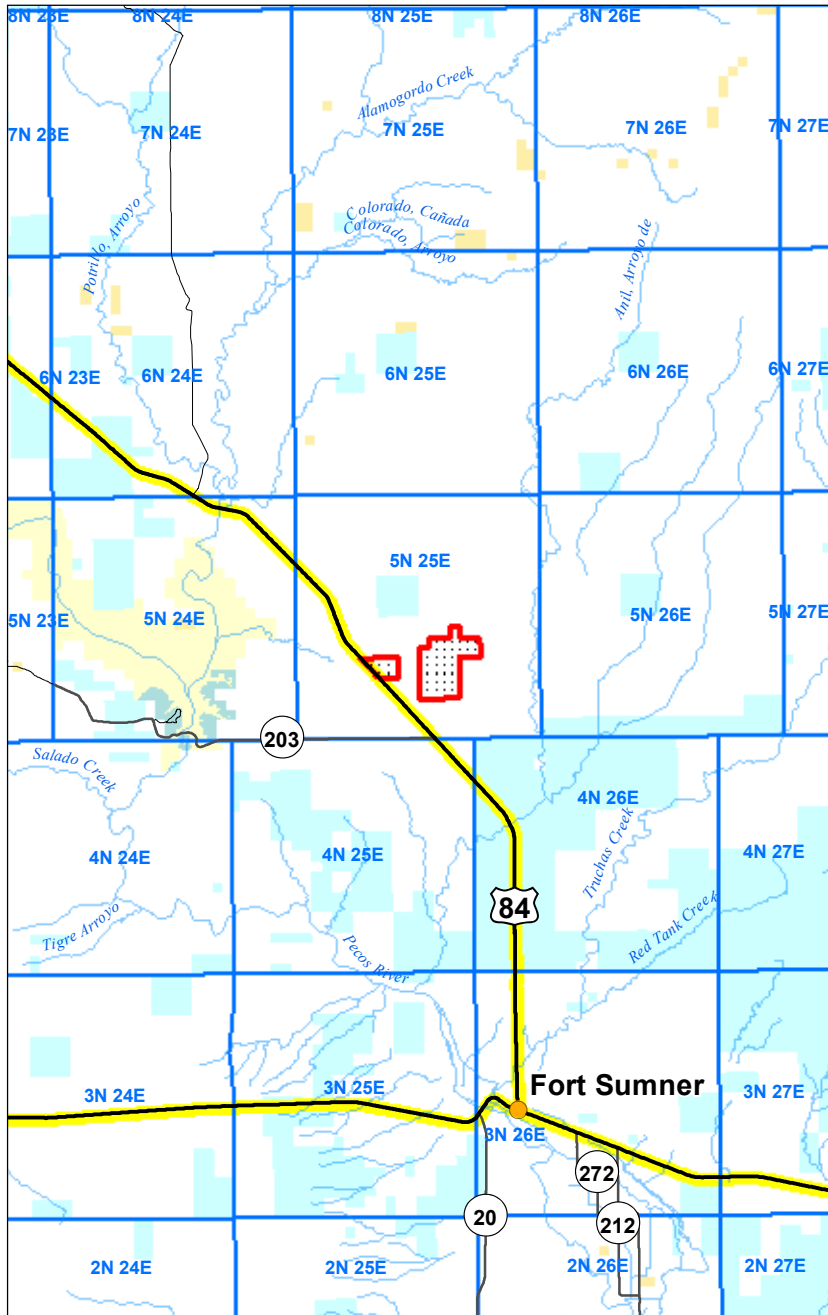 8N 23E
8N 24E
8N 25E
8N 26E
Alamogordo Creek
7N 23E
7N 24E
7N 25E
7N 26E
7N 27E
Potrillo, Arroyo
Colorado, Cañada
Colorado, Arroyo
Anil, Arroyo de
6N 23E
6N 24E
6N 25E
6N 26E
6N 27E
5N 25E
5N 23E
5N 24E
5N 26E
5N 27E
203
Salado Creek
4N 26E
4N 24E
4N 25E
Truchas Creek
4N 27E
84
Tigre Arroyo
Pecos River
Red Tank Creek
Fort Sumner
3N 24E
3N 25E
3N 27E
3N 26E
272
20
212
2N 24E
2N 25E
2N 26E
2N 27E